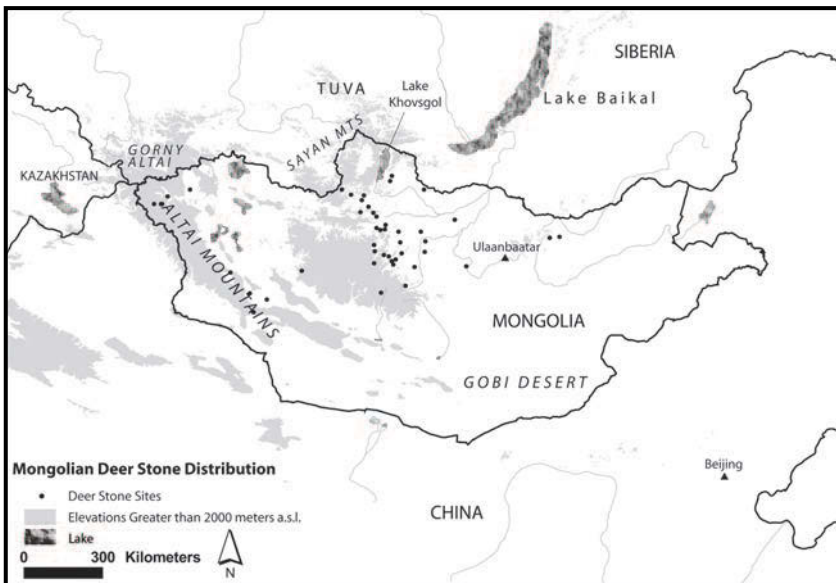 SIBERIA
TUVA
Lake
Khovsgol
Lake Baikal
SAYAN MTS
GORNY
ALTAI
KAZAKHSTAN
ALTAI MOUNTAINS
Ulaanbaatar
MONGOLIA
GOBI DESERT
Mongolian Deer Stone Distribution
Deer Stone Sites
Elevations Greater than 2000 meters a.s.l.
Lake
0 300 Kilometers
N
CHINA
Beijing